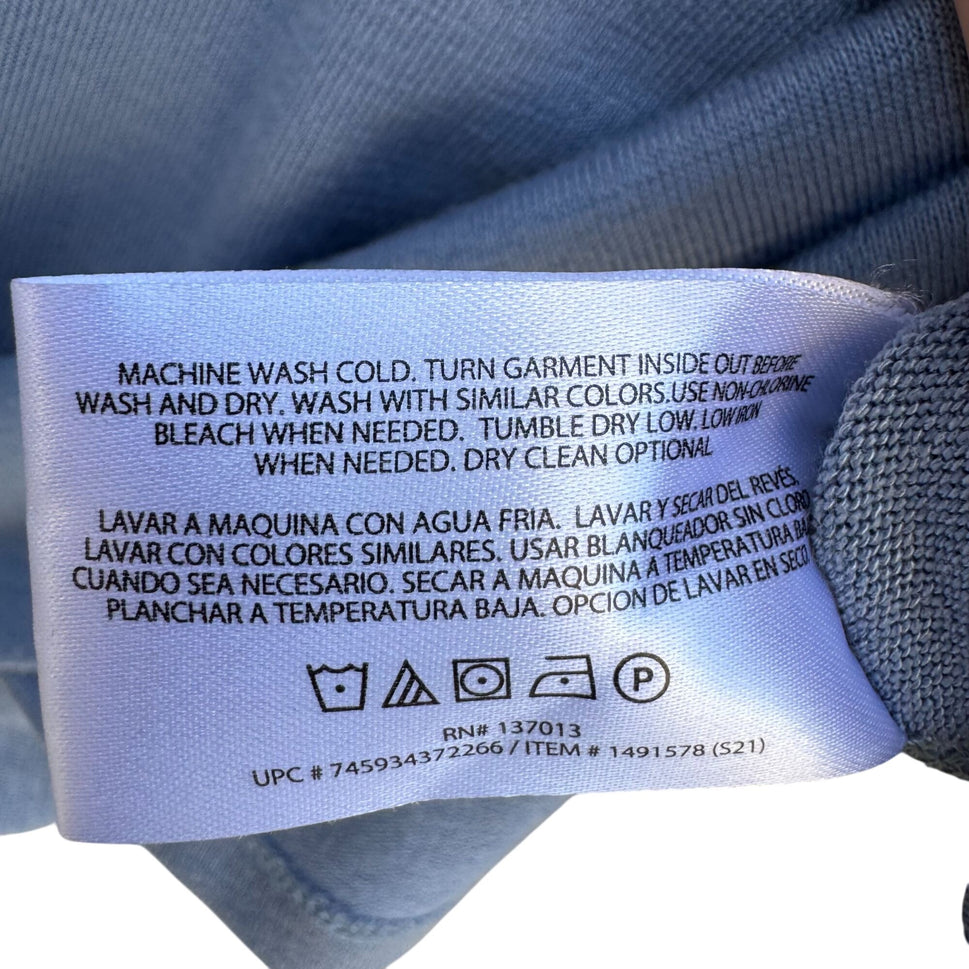 MACHINE WASH COLD. TURN GARMENT INSIDE OUT BEFORE
WASH AND DRY. WASH WITH SIMILAR COLORS.USE NON-CHLORINE
BLEACH WHEN NEEDED. TUMBLE DRY LOW. LOW IRON
WHEN NEEDED. DRY CLEAN OPTIONAL
LAVAR A MAQUINA CON AGUA FRIA. LAVAR Y SECAR DEL REVÉS.
LAVAR CON COLORES SIMILARES. USAR BLANQUEADOR SIN CLORO
CUANDO SEA NECESARIO. SECAR A MAQUINA A TEMPERATURA
PLANCHAR A TEMPERATURA BAJA. OPCION DE LAVAR EN SECO
P
RN# 137013
UPC # 745934372266 / ITEM # 1491578 (S21)